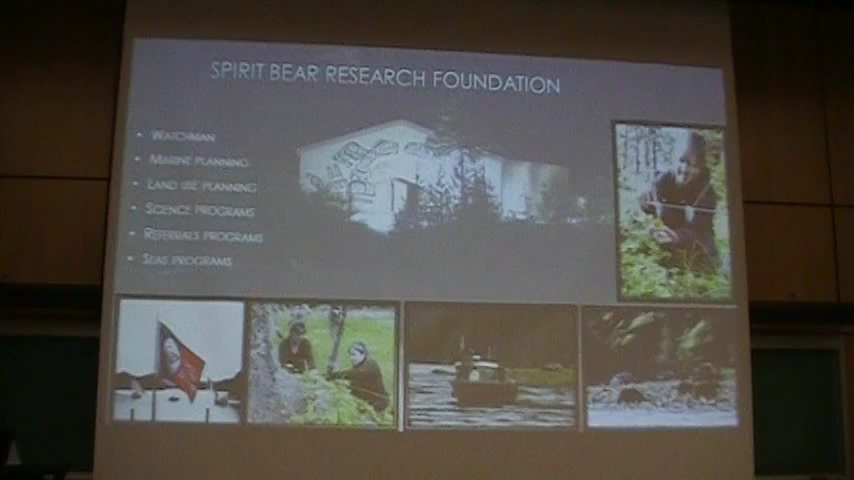 SPIRIT BEAR RESEARCH FOUNDATION
• WATCHMAN
• MARINE PLANNING
• LAND USE PLANNING
• SCIENCE PROGRAMS
• REFERRALS PROGRAMS
• SEAS PROGRAMS